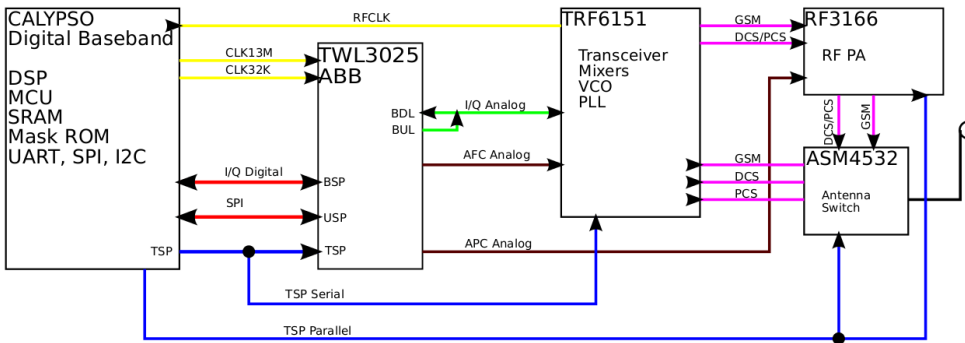 CALYPSO
Digital Baseband
DSP
MCU
SRAM
Mask ROM
UART, SPI, I2C
TSP
RFCLK
CLK13M
CLK32K
I/Q Digital
SPI
TWL3025
ABB
BDL
BUL
BSP
USP
TSP
I/Q Analog
AFC Analog
APC Analog
TSP Serial
TSP Parallel
TRF6151
Transceiver
Mixers
VCO
PLL
GSM
DCS/PCS
RF3166
RF PA
DCS/PCS
GSM
GSM
DCS
PCS
ASM4532
Antenna
Switch